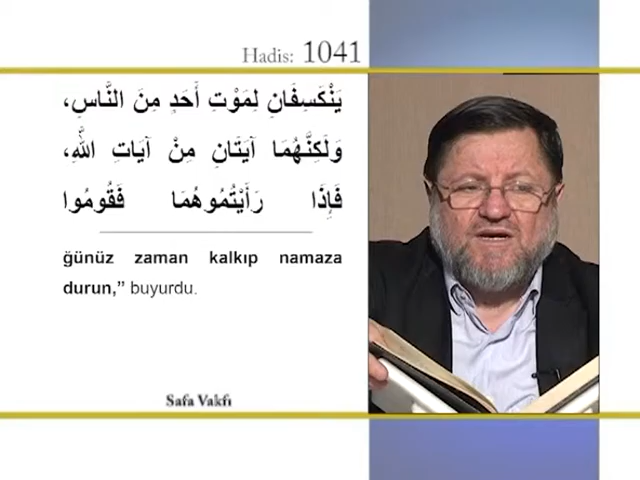 Hadis: 1041
يَنْكَسِفَانِ لِمَوْتِ أَحَدٍ مِنَ النَّاسِ،
وَلَكِنَّهُمَا آيَتَانِ مِنْ آيَاتِ اللَّهِ،
فَإِذَا رَأَيْتُمُوهُمَا فَقُومُوا
ğünüz zaman kalkıp namaza
durun,” buyurdu.
Safa Vakfı